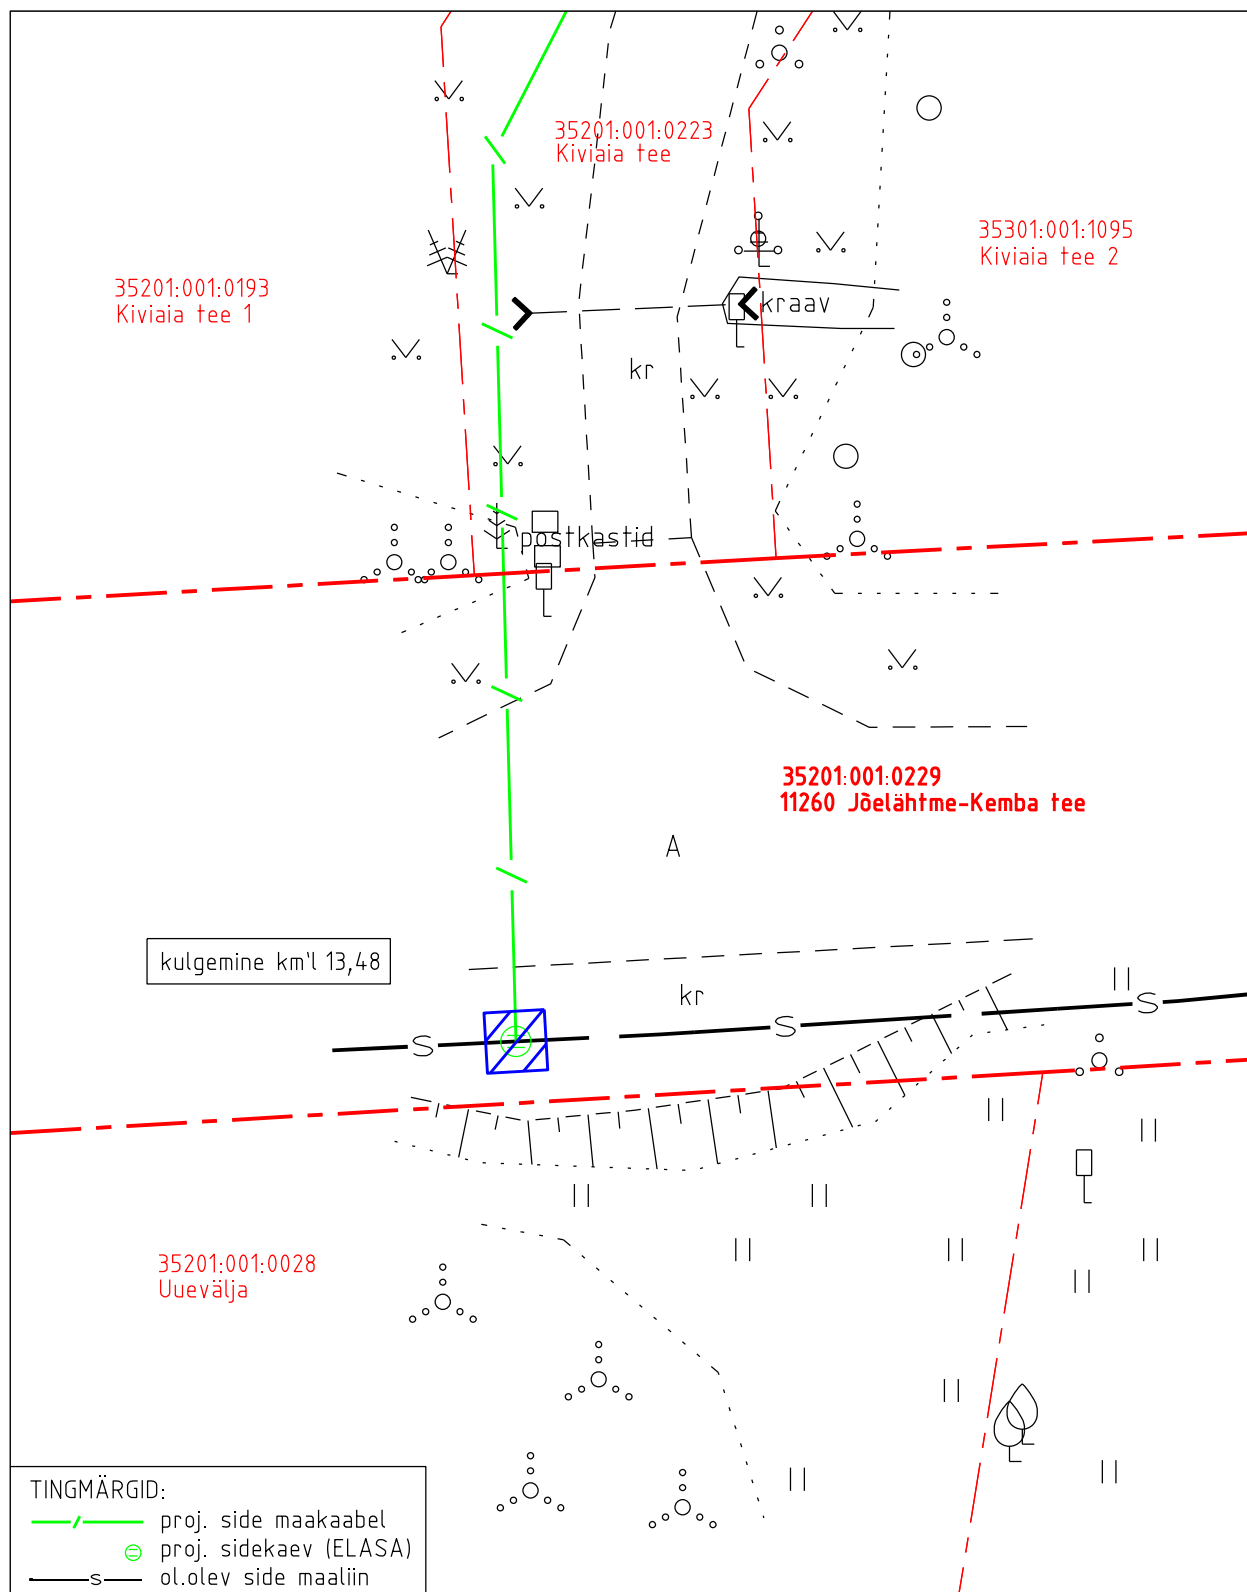 35201:001:0223
Kiviaia tee
35301:001:1095
Kiviaia tee 2
35201:001:0193
Kiviaia tee 1
kraav
kr
postkastid
35201:001:0229
11260 Jõelähtme-Kemba tee
A
kulgemine km'l 13,48
kr
S
S
S
35201:001:0028
Uuevälja
TINGMÄRGID:
proj. side maakaabel
proj. sidekaev (ELASA)
S
ol.olev side maaliin